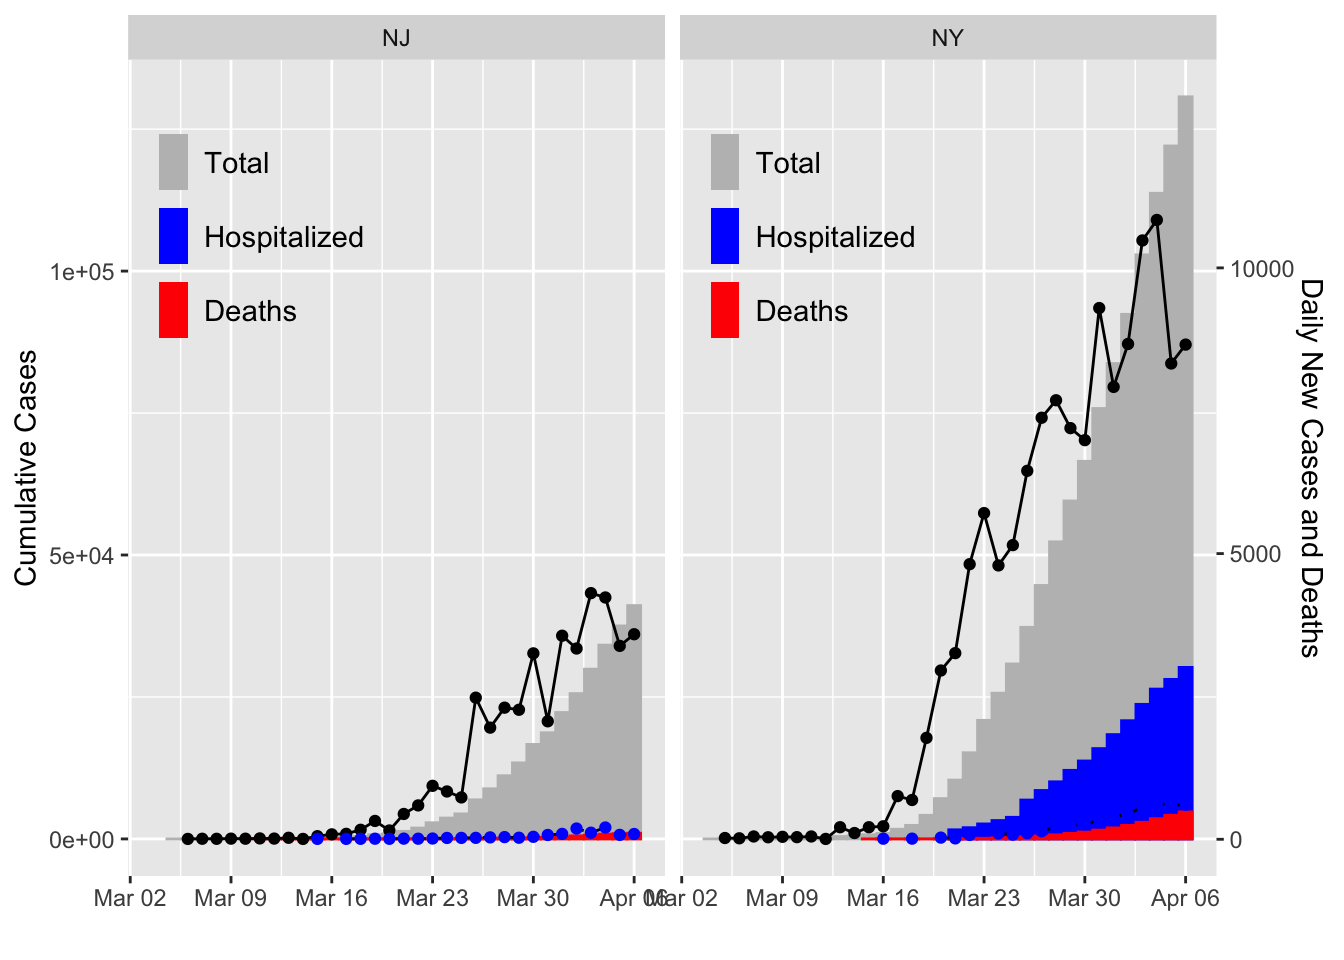 NJ
NY
Total
Hospitalized
Deaths
Total
Hospitalized
Deaths
Cumulative Cases
1e+05
5e+04
0e+00
10000
5000
0
Daily New Cases and Deaths
Mar 02 Mar 09 Mar 16 Mar 23 Mar 30 Apr 06
Mar 02 Mar 09 Mar 16 Mar 23 Mar 30 Apr 06